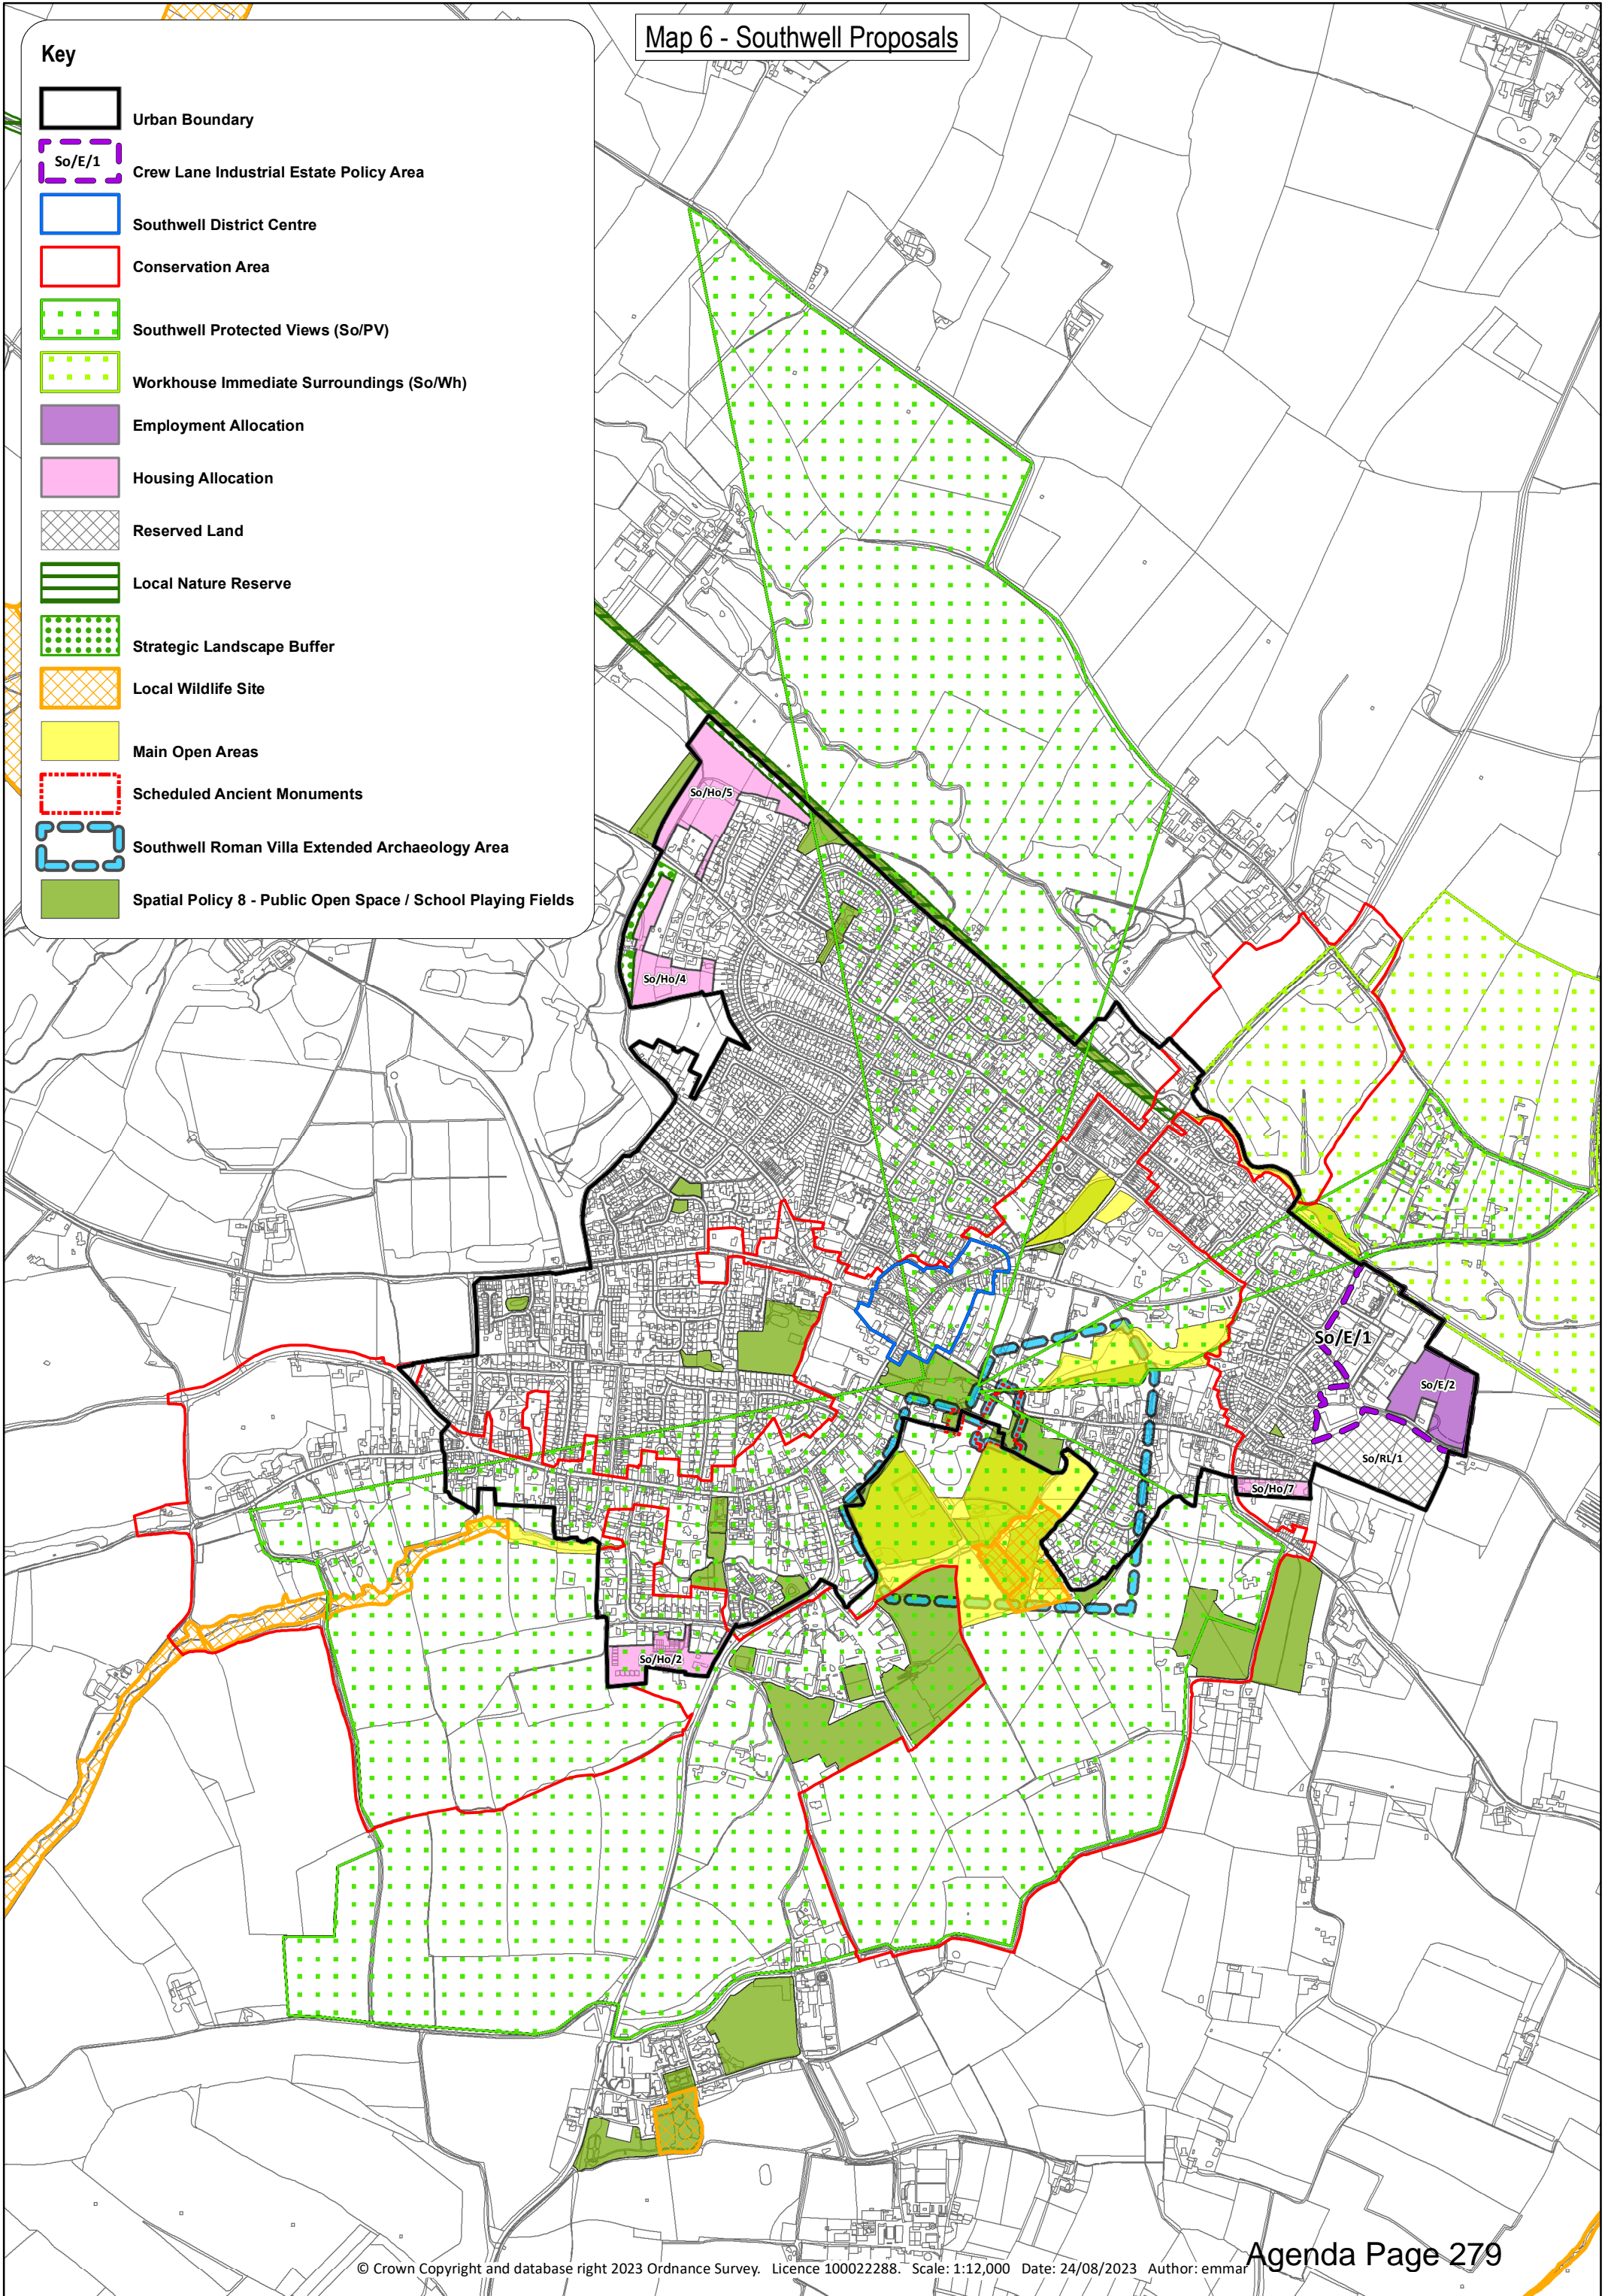 Map 6 - Southwell Proposals
Key
Urban Boundary
So/E/1
Crew Lane Industrial Estate Policy Area
Southwell District Centre
Conservation Area
Southwell Protected Views (So/PV)
Workhouse Immediate Surroundings (So/Wh)
Employment Allocation
Housing Allocation
Reserved Land
Local Nature Reserve
Strategic Landscape Buffer
Local Wildlife Site
Main Open Areas
Scheduled Ancient Monuments
Southwell Roman Villa Extended Archaeology Area
Spatial Policy 8 - Public Open Space / School Playing Fields
So/Ho/5
So/Ho/4
So/E/1
So/E/2
So/RL/1
So/Ho/7
So/Ho/2
© Crown Copyright and database right 2023 Ordnance Survey. Licence 100022288. Scale: 1:12,000 Date: 24/08/2023 Author: emmar
Agenda Page 279